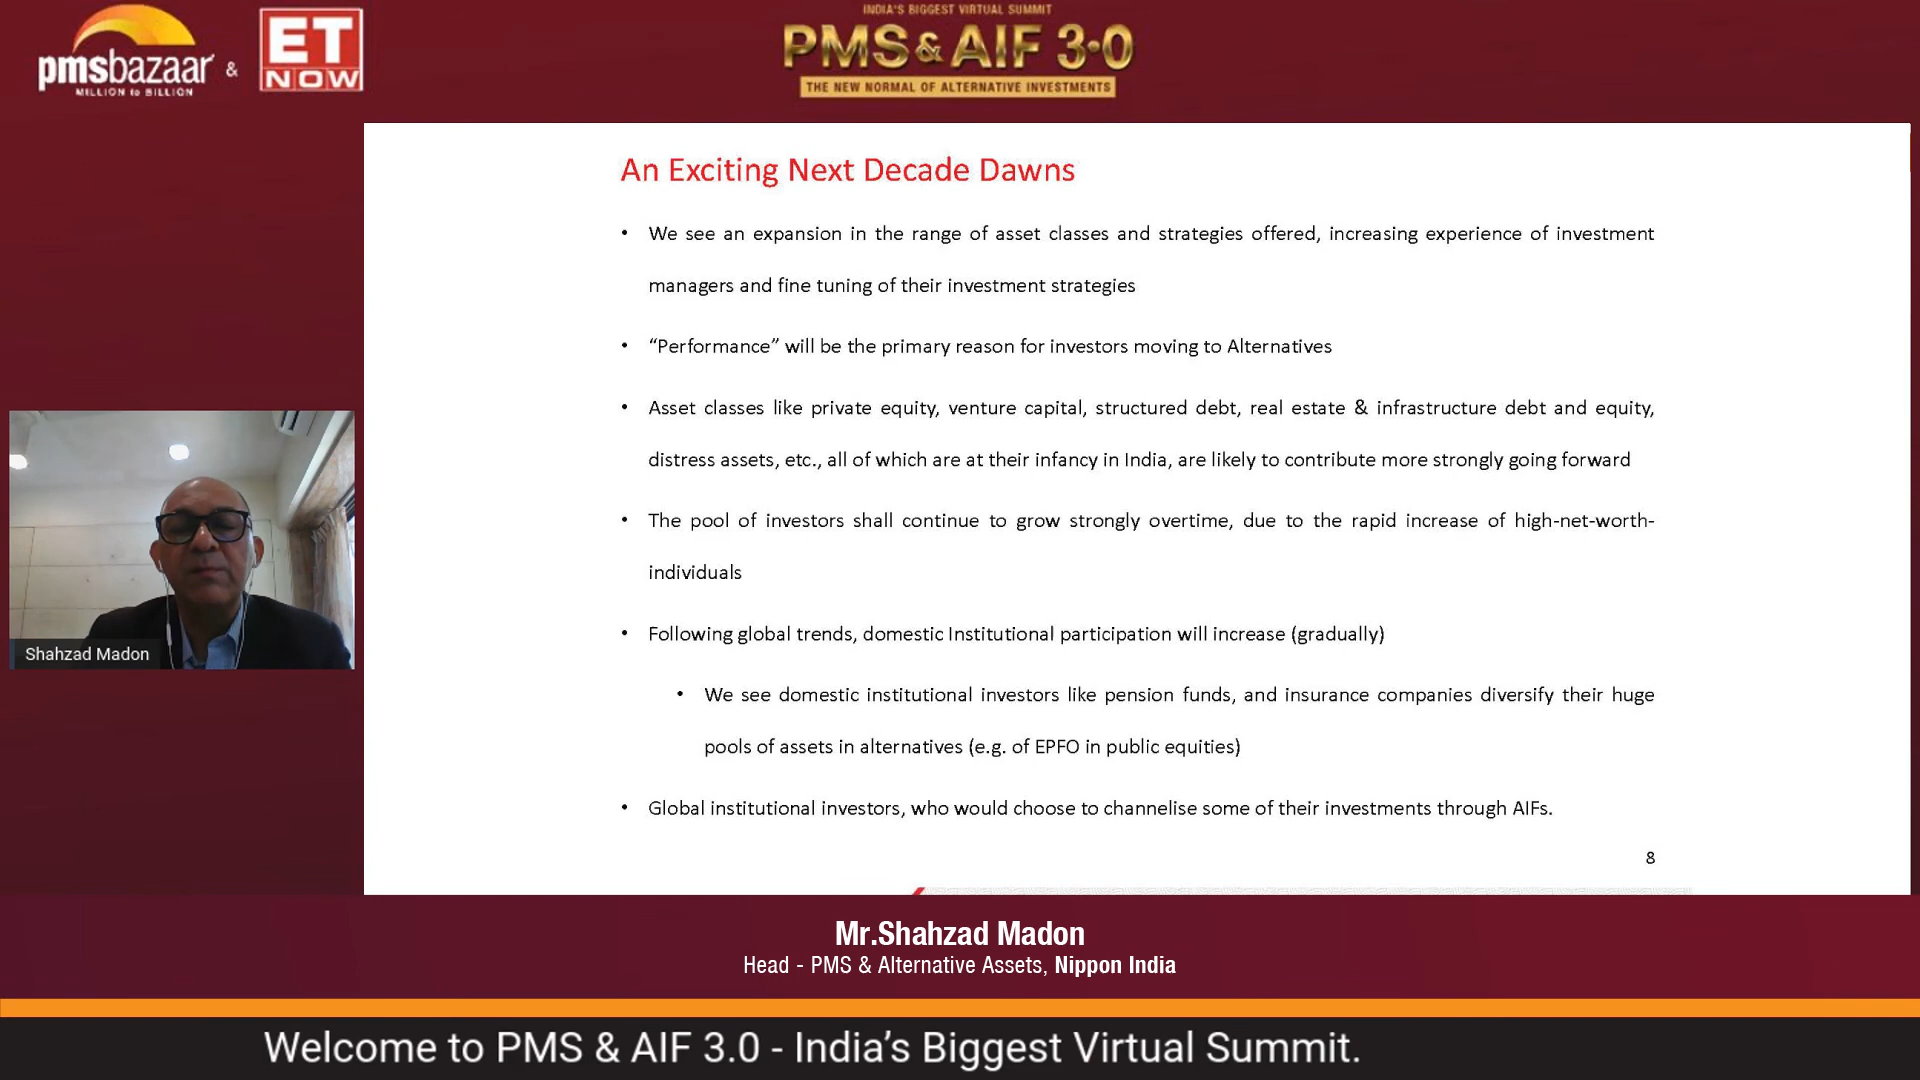 INDIA'S BIGGEST VIRTUAL SUMMIT
PMS & AIF 3.0
THE NEW NORMAL OF ALTERNATIVE INVESTMENTS
pmsbazaar &
MILLION to BILLION
ET
NOW
An Exciting Next Decade Dawns
• We see an expansion in the range of asset classes and strategies offered, increasing experience of investment
managers and fine tuning of their investment strategies
• “Performance” will be the primary reason for investors moving to Alternatives
• Asset classes like private equity, venture capital, structured debt, real estate & infrastructure debt and equity,
distress assets, etc., all of which are at their infancy in India, are likely to contribute more strongly going forward
• The pool of investors shall continue to grow strongly overtime, due to the rapid increase of high-net-worth-
individuals
• Following global trends, domestic Institutional participation will increase (gradually)
• We see domestic institutional investors like pension funds, and insurance companies diversify their huge
pools of assets in alternatives (e.g. of EPFO in public equities)
• Global institutional investors, who would choose to channelise some of their investments through AIFs.
8
Shahzad Madon
Mr.Shahzad Madon
Head - PMS & Alternative Assets, Nippon India
Welcome to PMS & AIF 3.0 - India’s Biggest Virtual Summit.